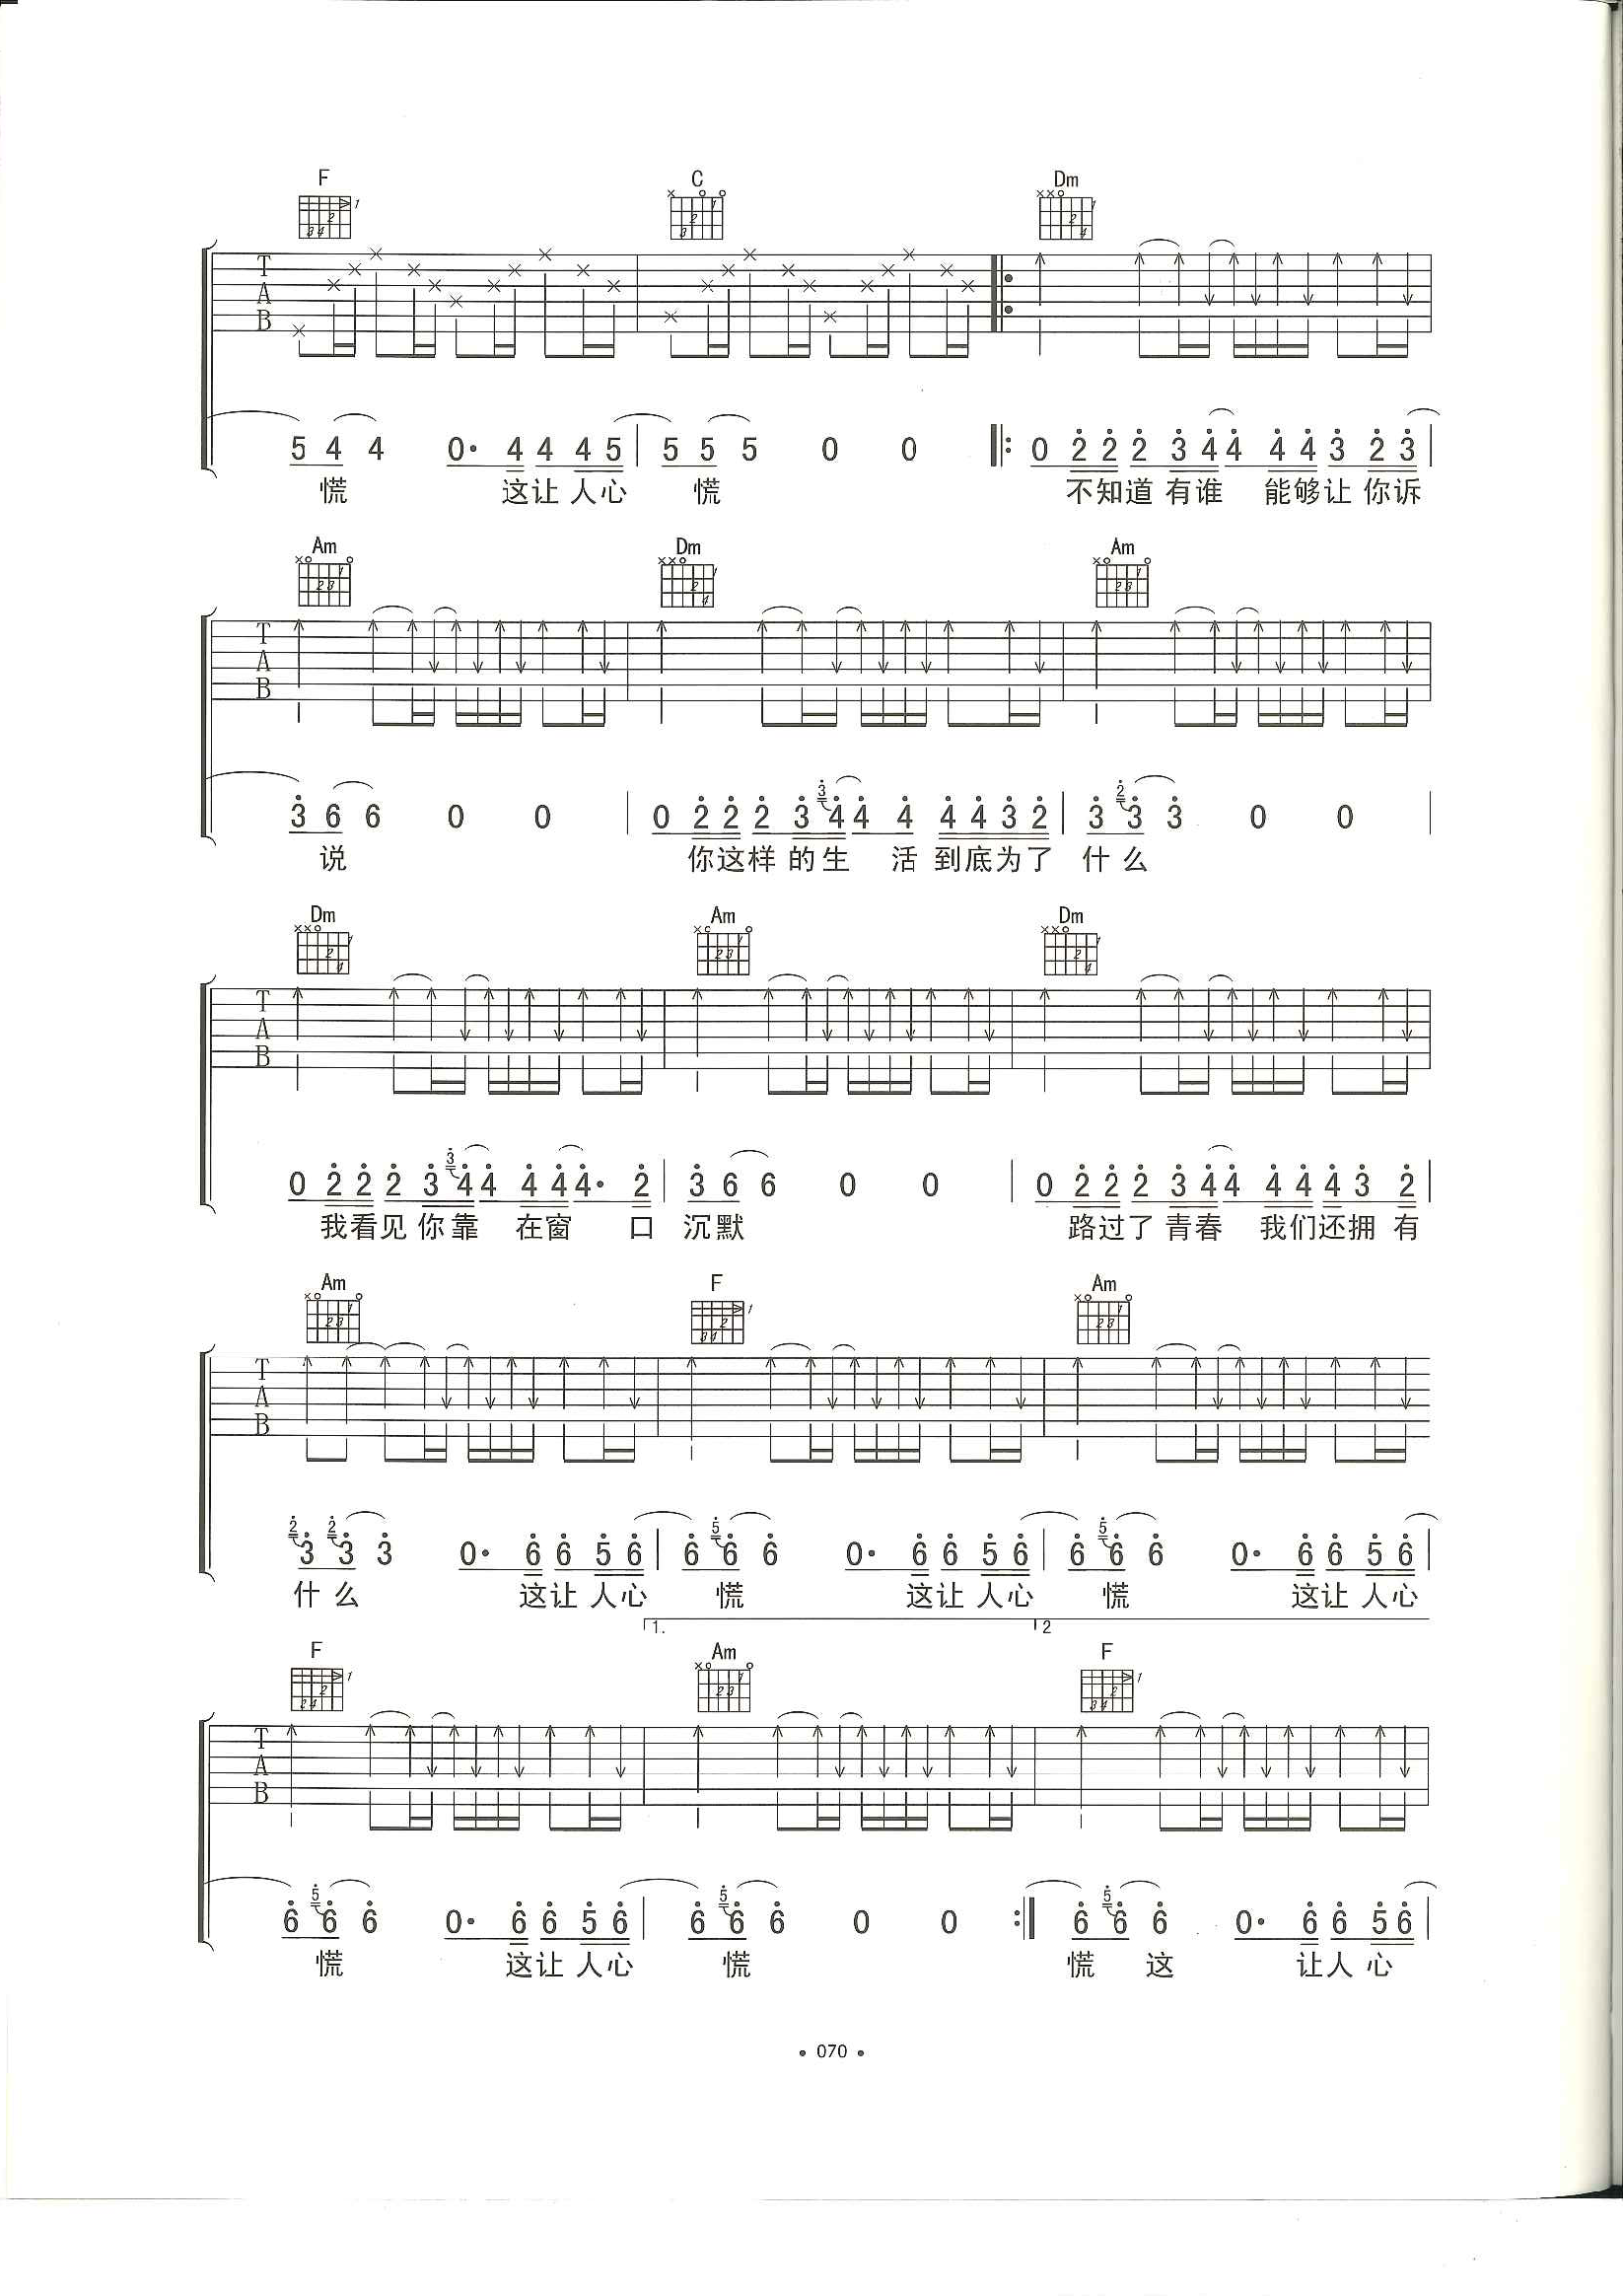 F C Dm
T A B
5 4 4 0· 4 4 4 5 | 5 5 5 0 0 ‖: 0 2 2 2 3 4 4 4 4 3 2 3 |
慌 这让 人心 慌 不知道 有谁 能够让 你诉
Am Dm Am
T A B
3 6 6 0 0 | 0 2 2 2 3 3 4 4 4 4 4 3 2 | 3 2 3 3 0 0 |
说 你这样 的生 活 到底为了 什么
Dm Am Dm
T A B
0 2 2 2 3 3 4 4 4 4 4· 2 | 3 6 6 0 0 | 0 2 2 2 3 4 4 4 4 4 3 2 |
我看见 你靠 在窗 口 沉默 路过了 青春 我们还拥 有
Am F Am
T A B
2 3 2 3 3 0· 6 6 5 6 | 6 5 6 6 0· 6 6 5 6 | 6 5 6 6 0· 6 6 5 6 |
什么 这让 人心 慌 这让 人心 慌 这让 人心
1. 2
F Am F
T A B
6 5 6 6 0· 6 6 5 6 | 6 5 6 6 0 0 :‖ 6 5 6 6 0· 6 6 5 6 |
慌 这让 人心 慌 慌 这 让人 心
• 070 •